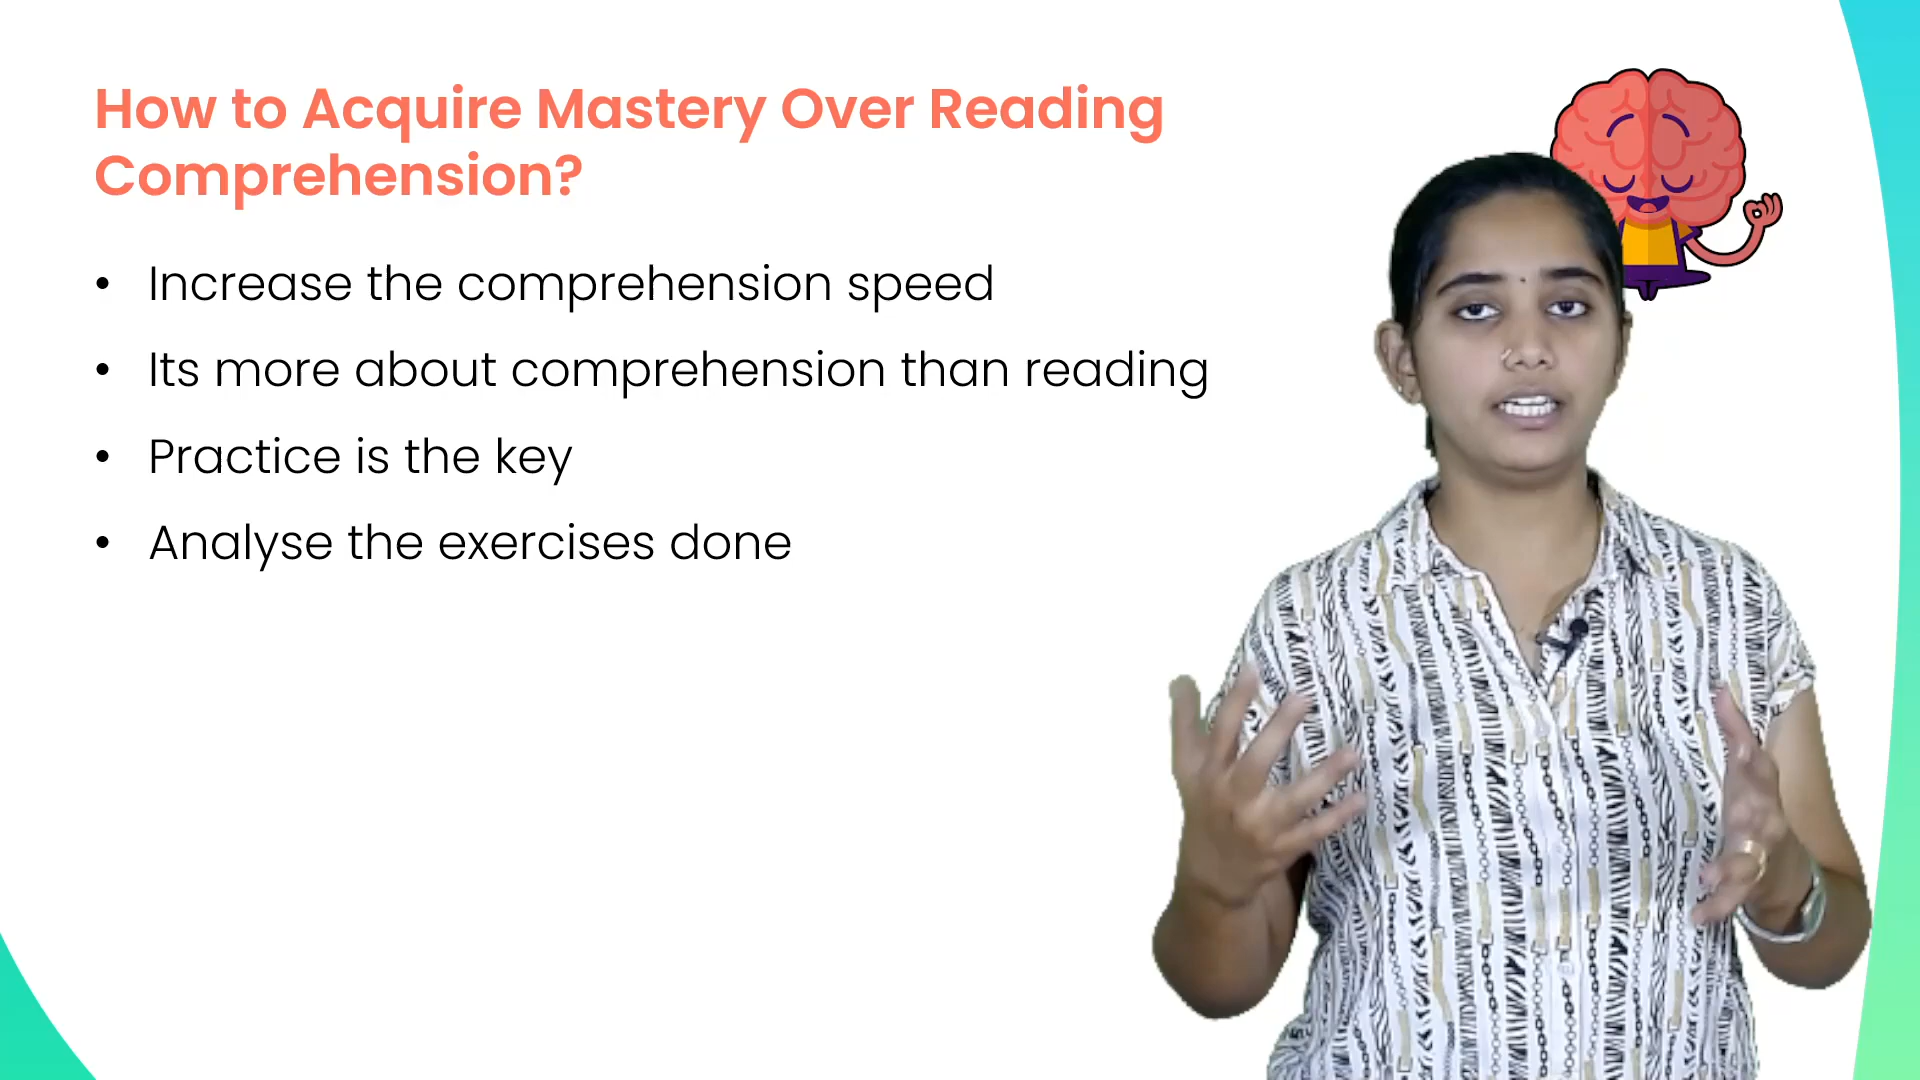 How to Acquire Mastery Over Reading
Comprehension?
• Increase the comprehension speed
• Its more about comprehension than reading
• Practice is the key
• Analyse the exercises done